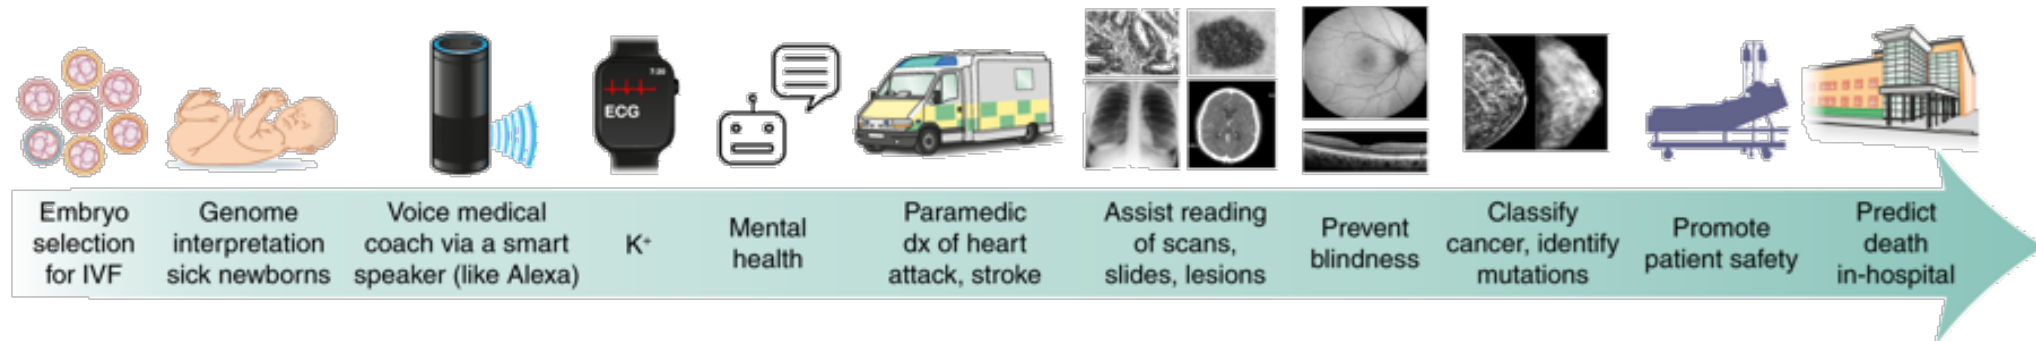 7:20
ECG
Embryo
selection
for IVF
Genome
interpretation
sick newborns
Voice medical
coach via a smart
speaker (like Alexa)
K+
Mental
health
Paramedic
dx of heart
attack, stroke
Assist reading
of scans,
slides, lesions
Prevent
blindness
Classify
cancer, identify
mutations
Promote
patient safety
Predict
death
in-hospital